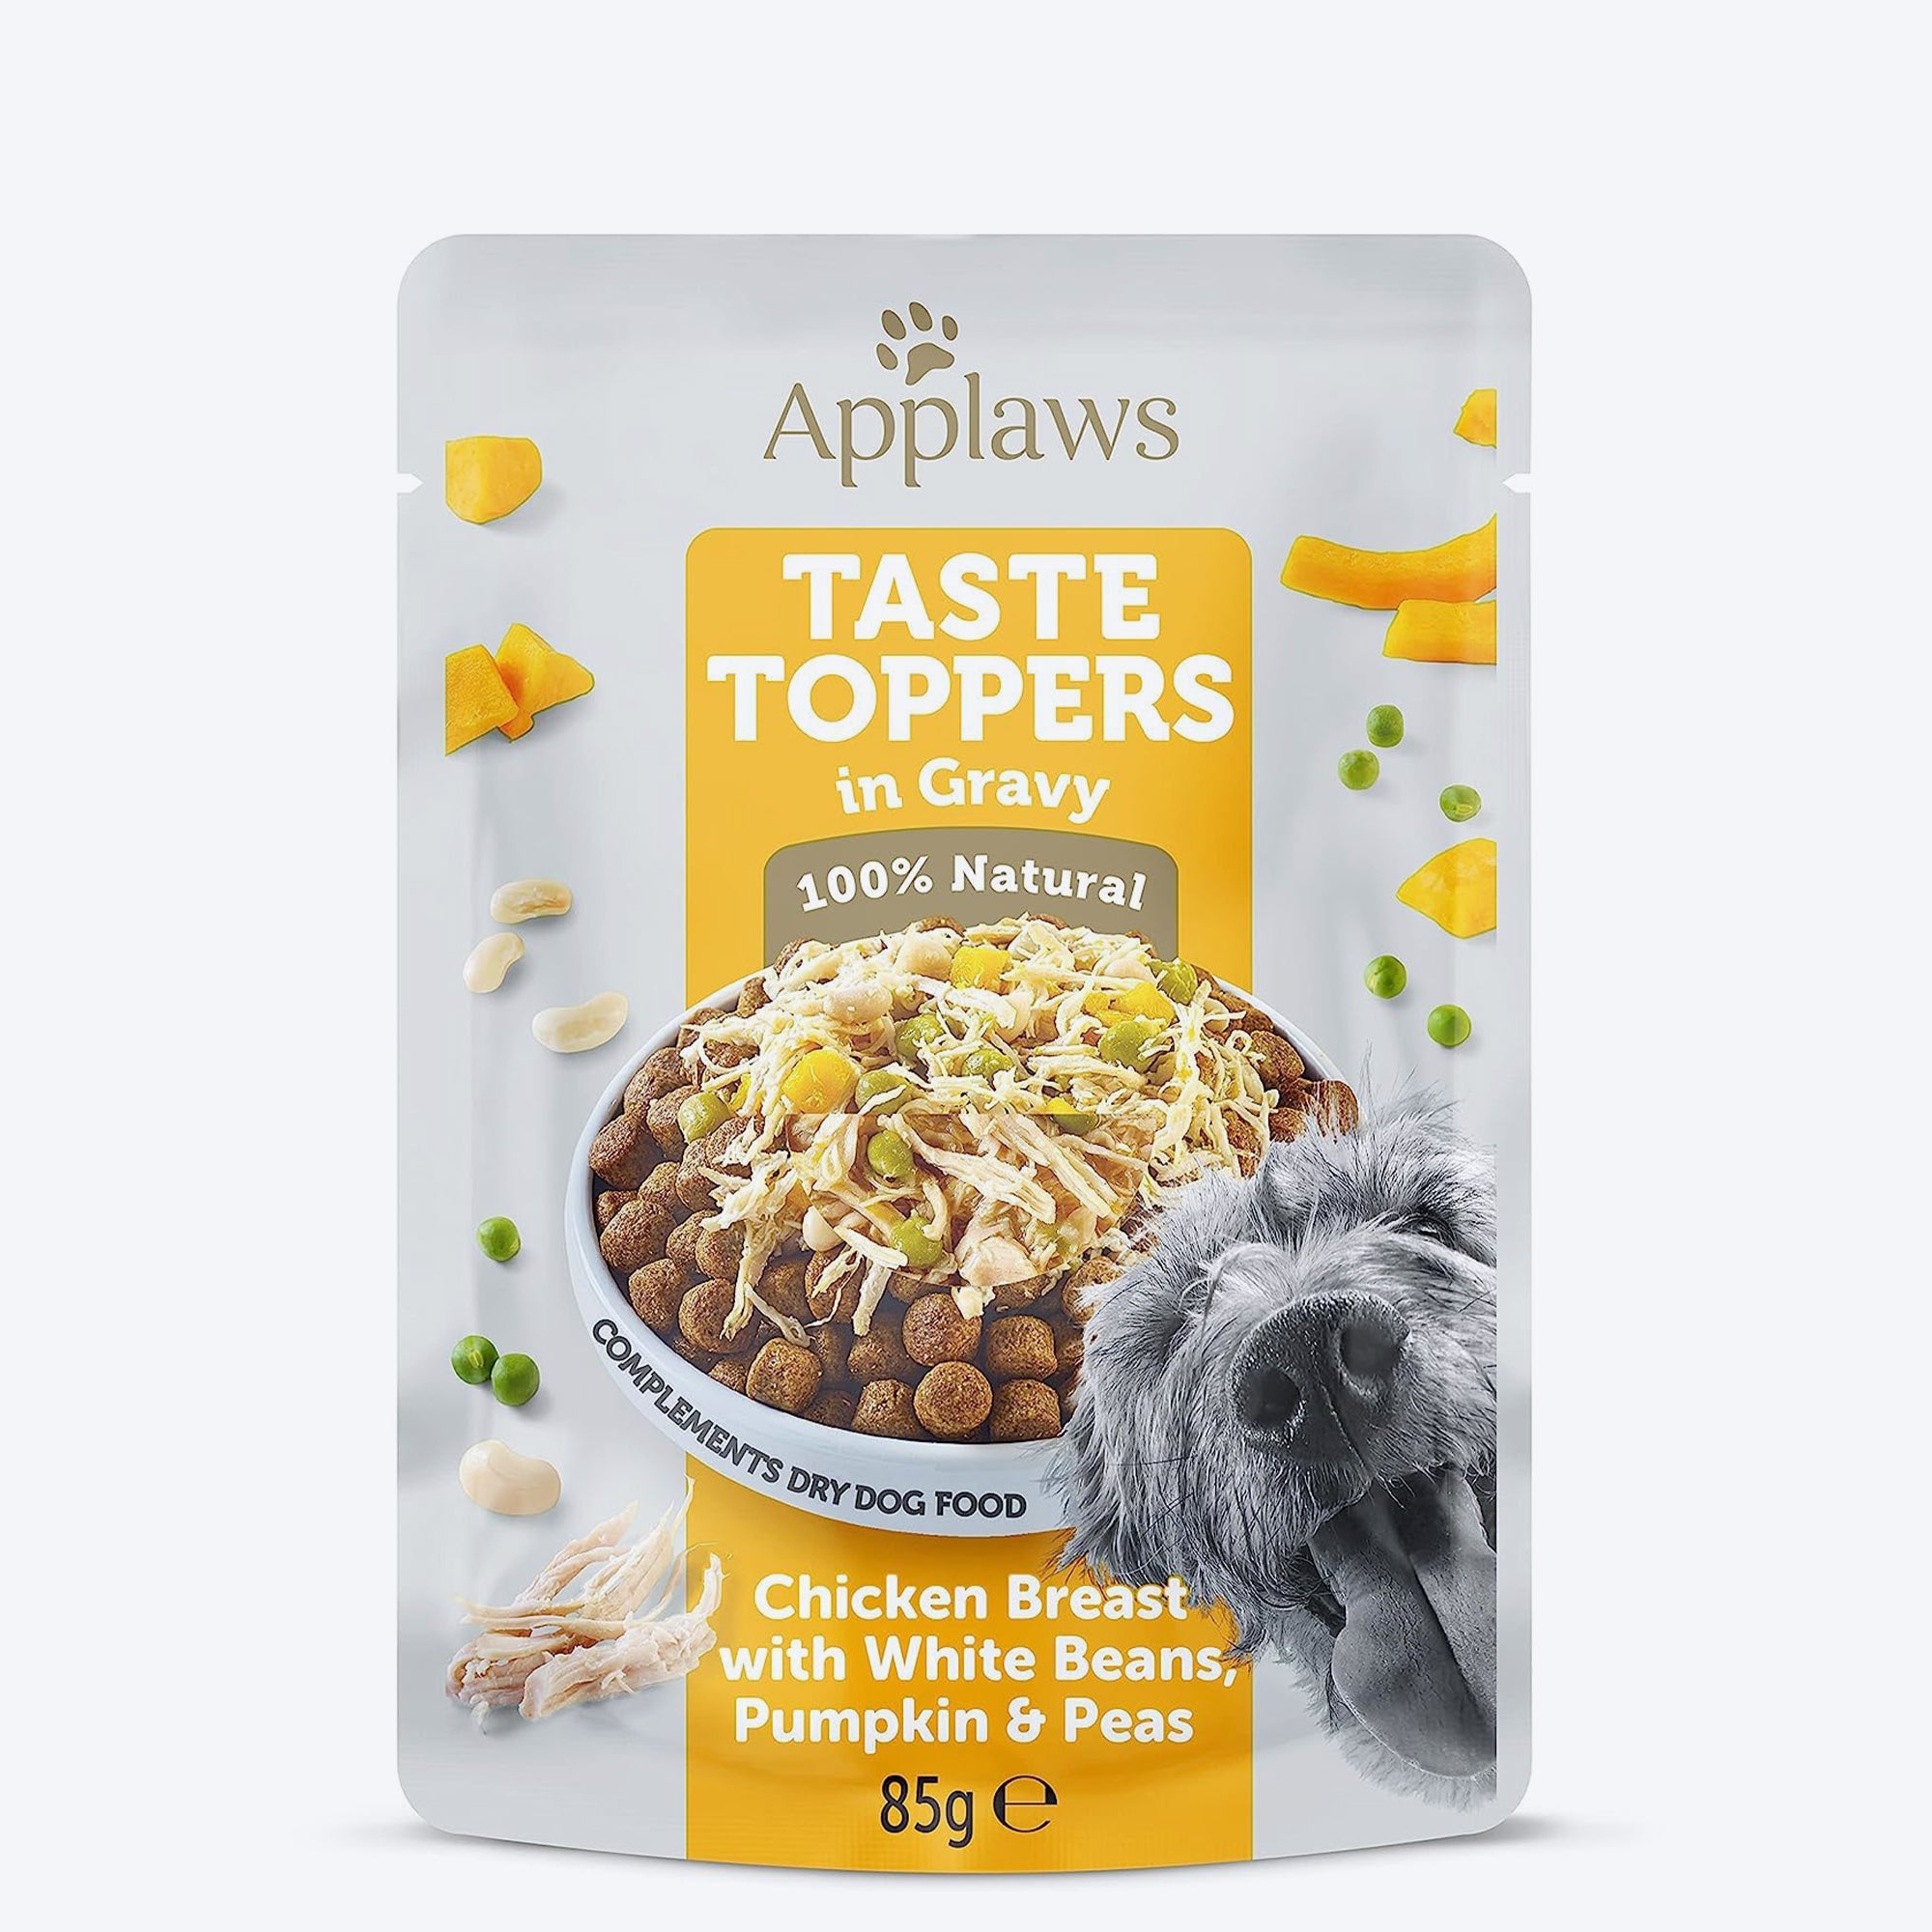 Applaws
TASTE
TOPPERS
in Gravy
100% Natural
COMPLEMENTS DRY DOG FOOD
Chicken Breast
with White Beans,
Pumpkin & Peas
85g ℮